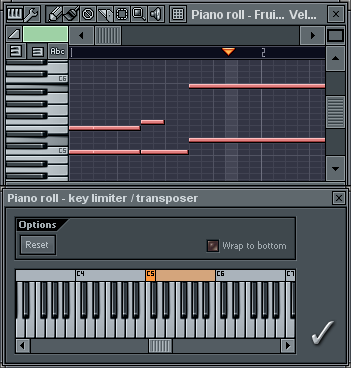 Piano roll - Frui... Vel...
Abc
1 2
C6
C5
Piano roll - key limiter / transposer
Options
Reset
Wrap to bottom
C4 C5 C6 C7